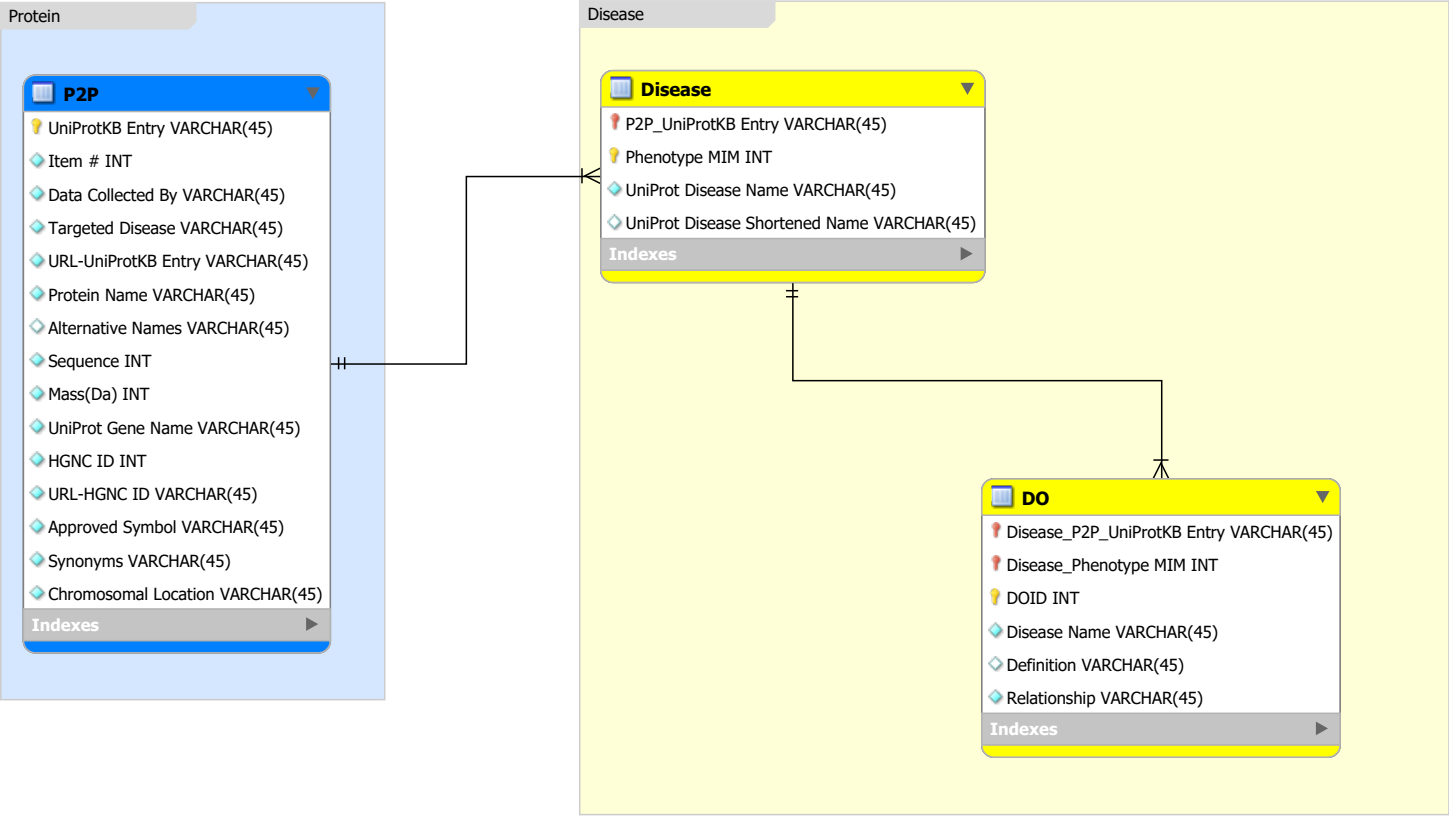 Protein
P2P
UniProtKB Entry VARCHAR(45)
Item # INT
Data Collected By VARCHAR(45)
Targeted Disease VARCHAR(45)
URL-UniProtKB Entry VARCHAR(45)
Protein Name VARCHAR(45)
Alternative Names VARCHAR(45)
Sequence INT
Mass(Da) INT
UniProt Gene Name VARCHAR(45)
HGNC ID INT
URL-HGNC ID VARCHAR(45)
Approved Symbol VARCHAR(45)
Synonyms VARCHAR(45)
Chromosomal Location VARCHAR(45)
Indexes
Disease
Disease
P2P_UniProtKB Entry VARCHAR(45)
Phenotype MIM INT
UniProt Disease Name VARCHAR(45)
UniProt Disease Shortened Name VARCHAR(45)
Indexes
DO
Disease_P2P_UniProtKB Entry VARCHAR(45)
Disease_Phenotype MIM INT
DOID INT
Disease Name VARCHAR(45)
Definition VARCHAR(45)
Relationship VARCHAR(45)
Indexes